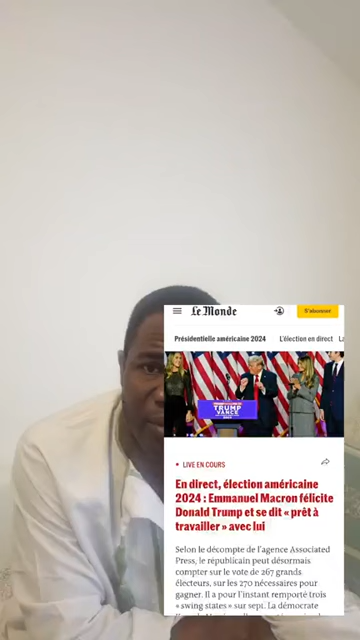 Le Monde
S'abonner
Présidentielle américaine 2024 L'élection en direct La
TRUMP
VANCE
• LIVE EN COURS
En direct, élection américaine
2024 : Emmanuel Macron félicite
Donald Trump et se dit « prêt à
travailler » avec lui
Selon le décompte de l'agence Associated
Press, le républicain peut désormais
compter sur le vote de 267 grands
électeurs, sur les 270 nécessaires pour
gagner. Il a pour l'instant remporté trois
« swing states » sur sept. La démocrate